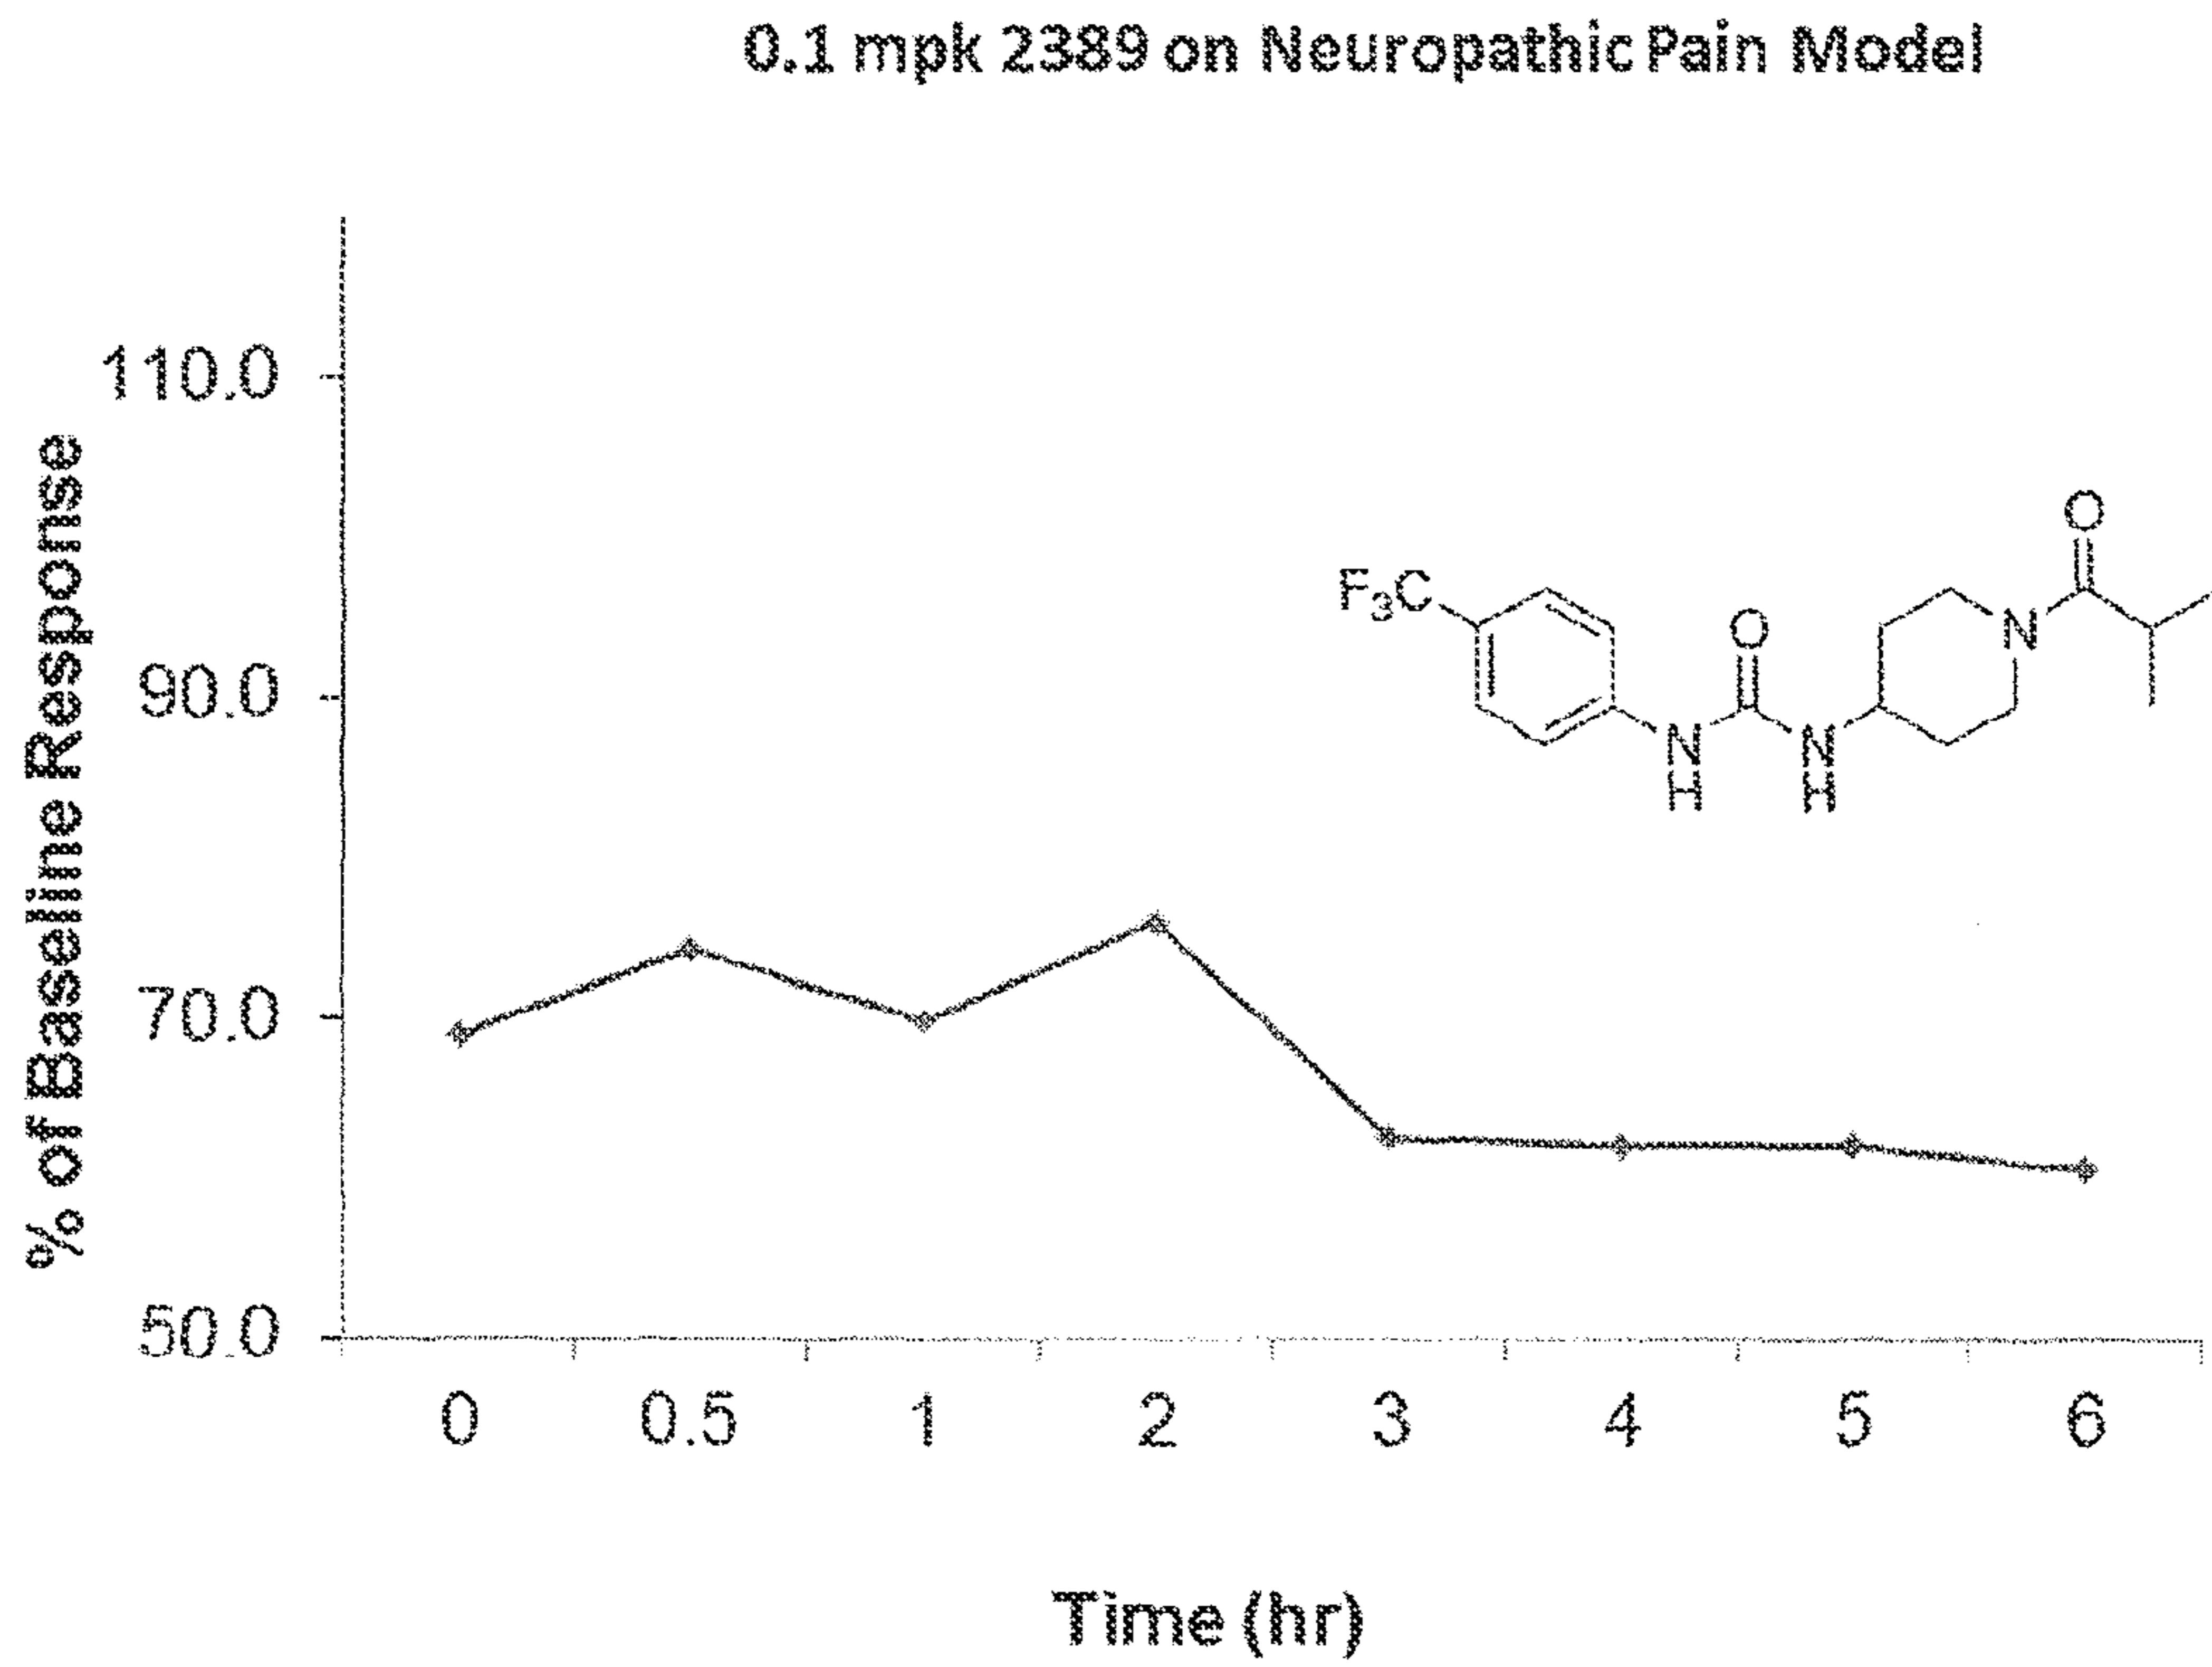 0.1 mpk 2389 on Neuropathic Pain Model
% of Baseline Response
110.0
90.0
70.0
50.0
O
F₃C
O
N
N
H
N
H
0 0.5 1 2 3 4 5 6
Time (hr)